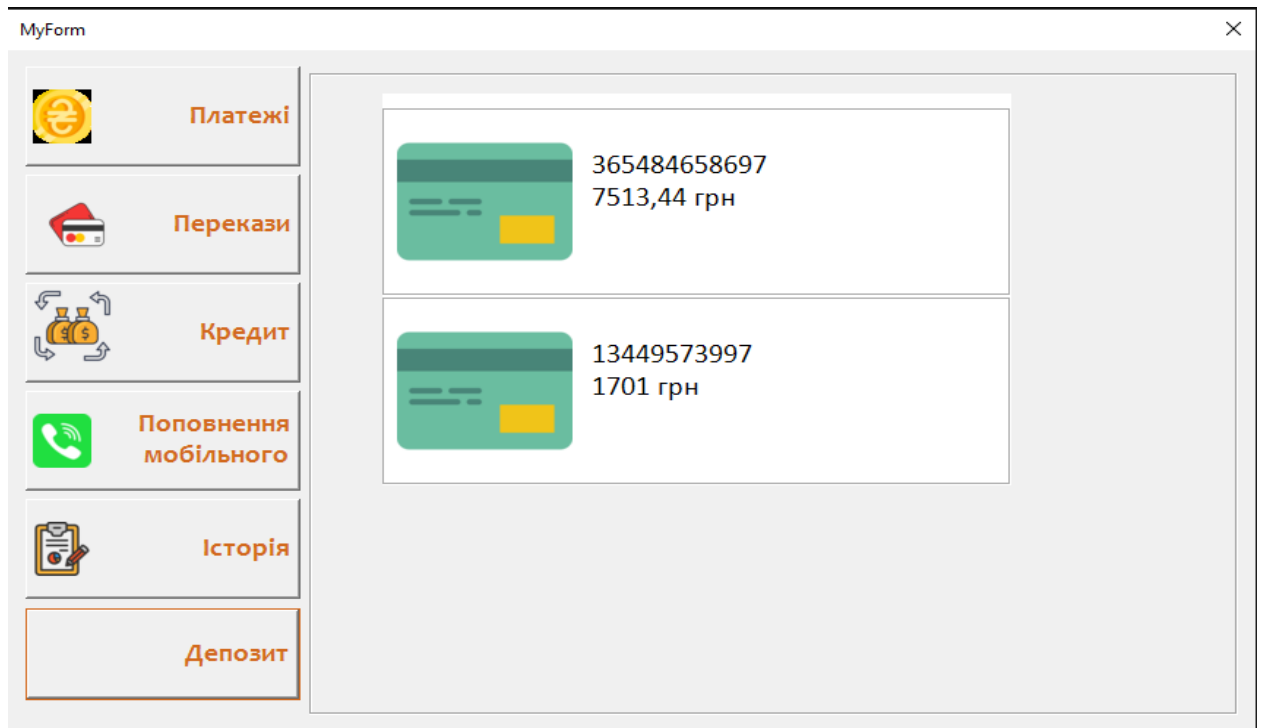 MyForm
Платежі
Перекази
Кредит
Поповнення
мобільного
Історія
Депозит
365484658697
7513,44 грн
13449573997
1701 грн